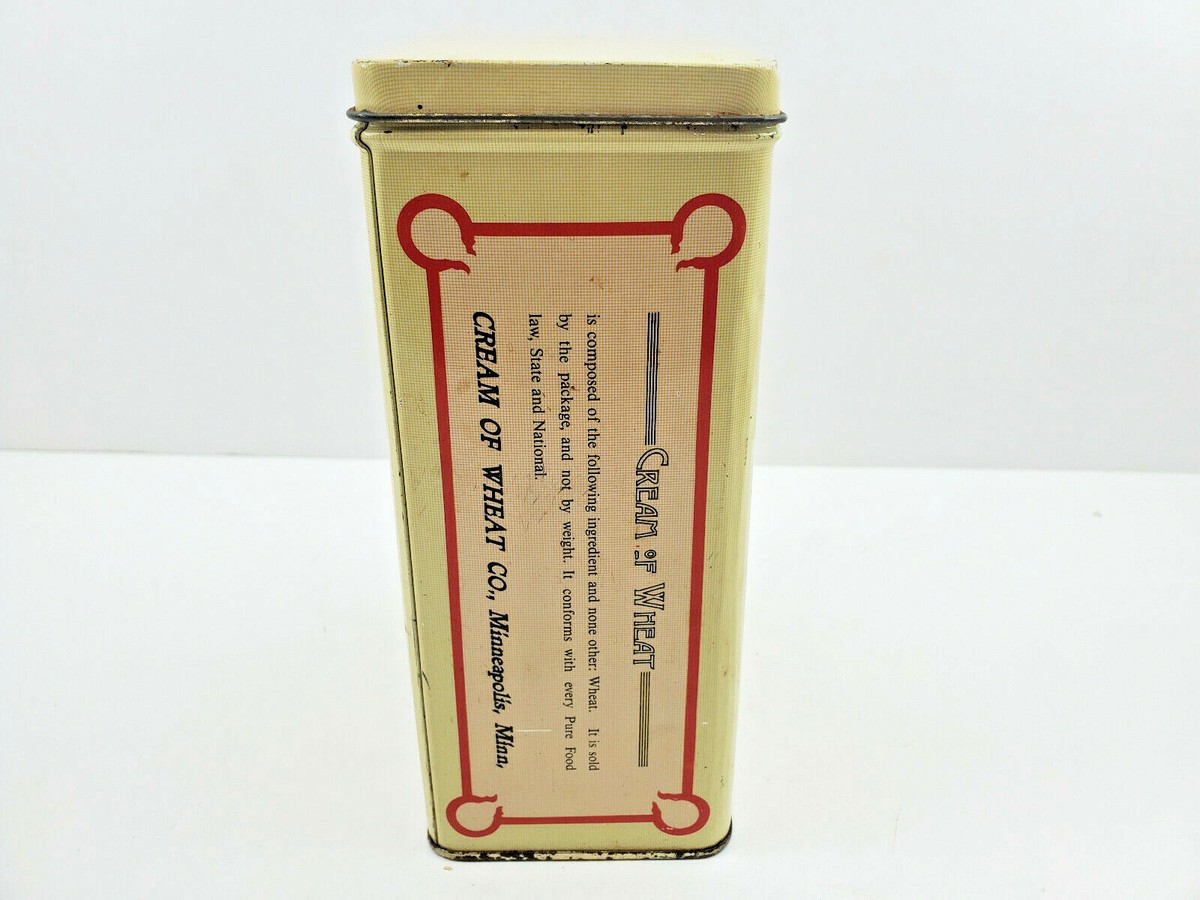 CREAM OF WHEAT
is composed of the following ingredient and none other: Wheat. It is sold
by the package, and not by weight. It conforms with every Pure Food
law, State and National.
CREAM OF WHEAT CO., Minneapolis, Minn,